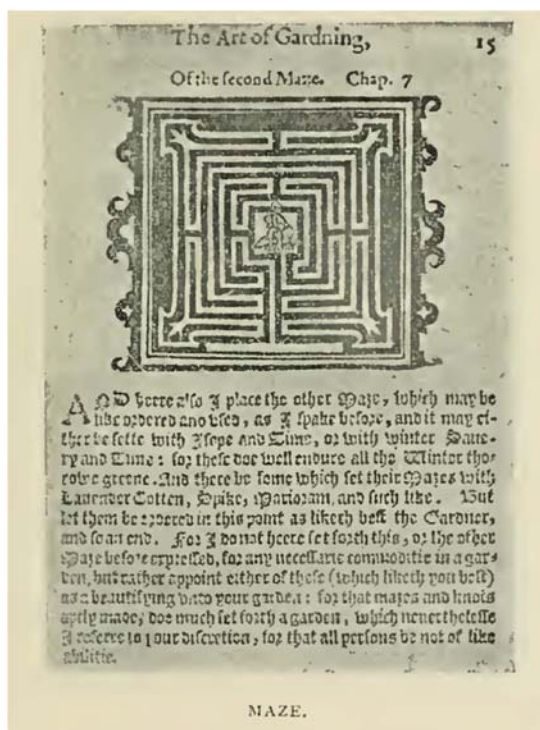 The Art of Gardning,
15
Of the second Maze. Chap. 7
AND heere also I place the other Maze, which may be
like ordered and used, as I spake before, and it may ei-
ther be sette with Isope and Time, or with winter Save-
ry and Time: for these doe well endure all the Winter tho-
rowe greene. And there be some which set their Mazes with
Lavender Cotten, Spike, Marioram, and such like. But
let them be ordered in this point as liketh best the Gardner,
and so an end. For I do not heere set forth this, or the other
Maze before expressed, for any necessarie commoditie in a gar-
den, but rather appoint either of these (which liketh you best)
as a beautifying unto your garden: for that mazes and knots
aptly made, doe much set forth a garden, which neverthelesse
I referre to your discretion, for that all persons be not of like
abilitie.
MAZE.